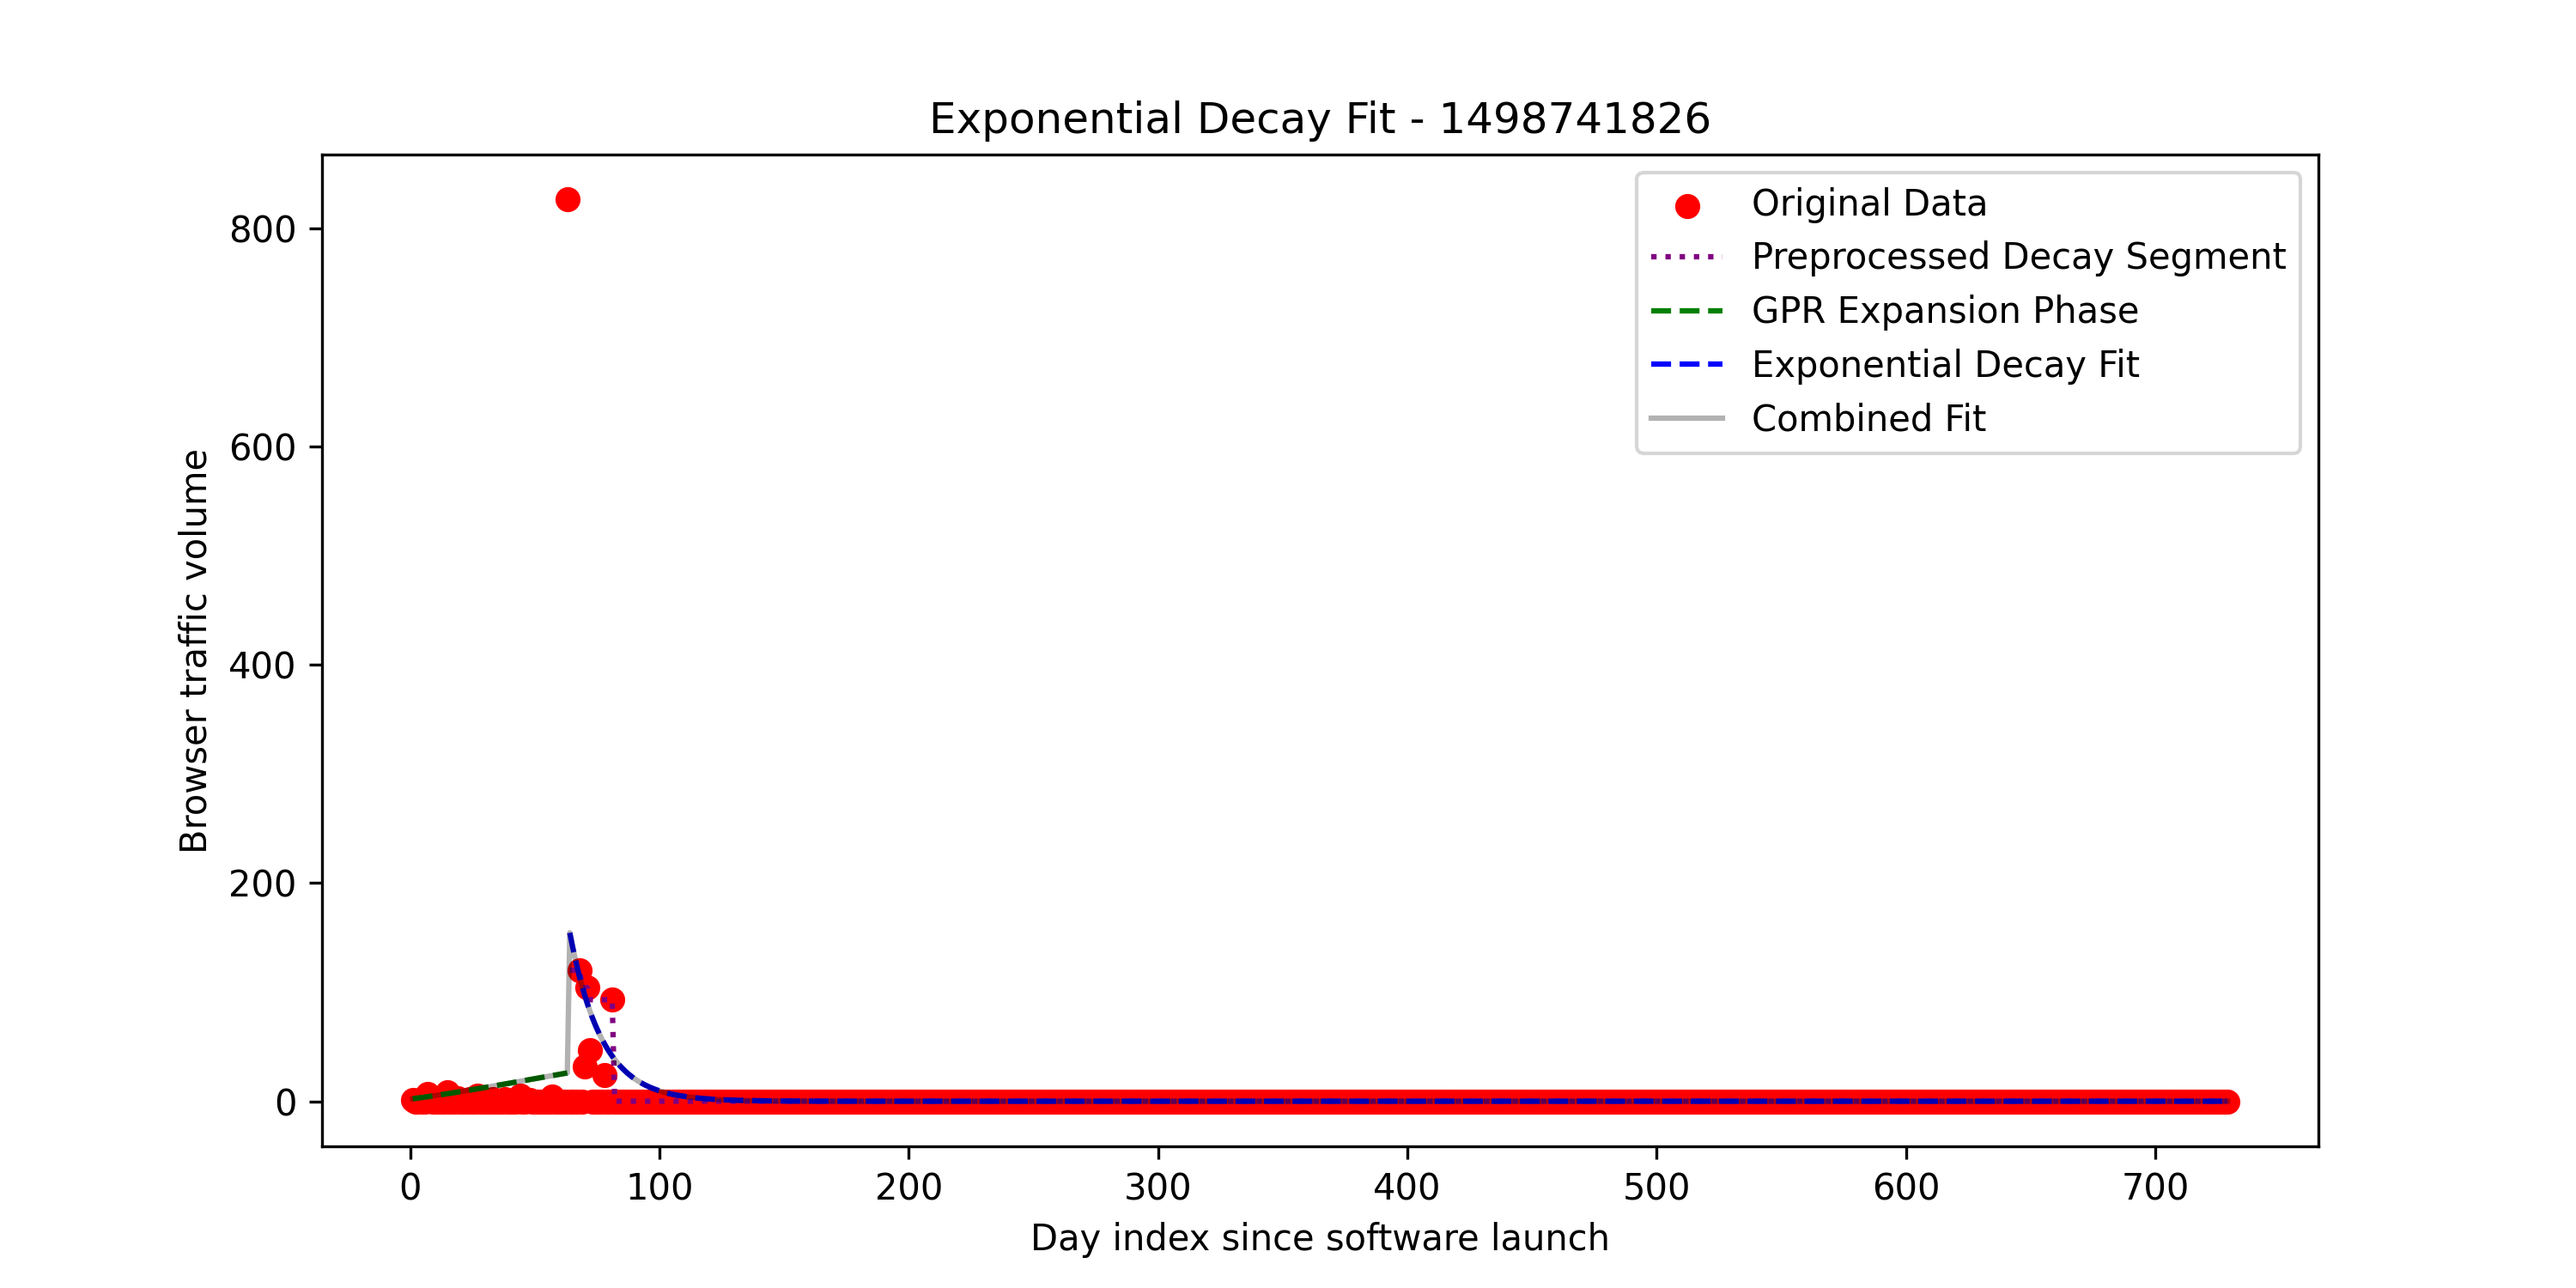 Exponential Decay Fit - 1498741826
Original Data
Preprocessed Decay Segment
GPR Expansion Phase
Exponential Decay Fit
Combined Fit
Browser traffic volume
800
600
400
200
0
0 100 200 300 400 500 600 700
Day index since software launch